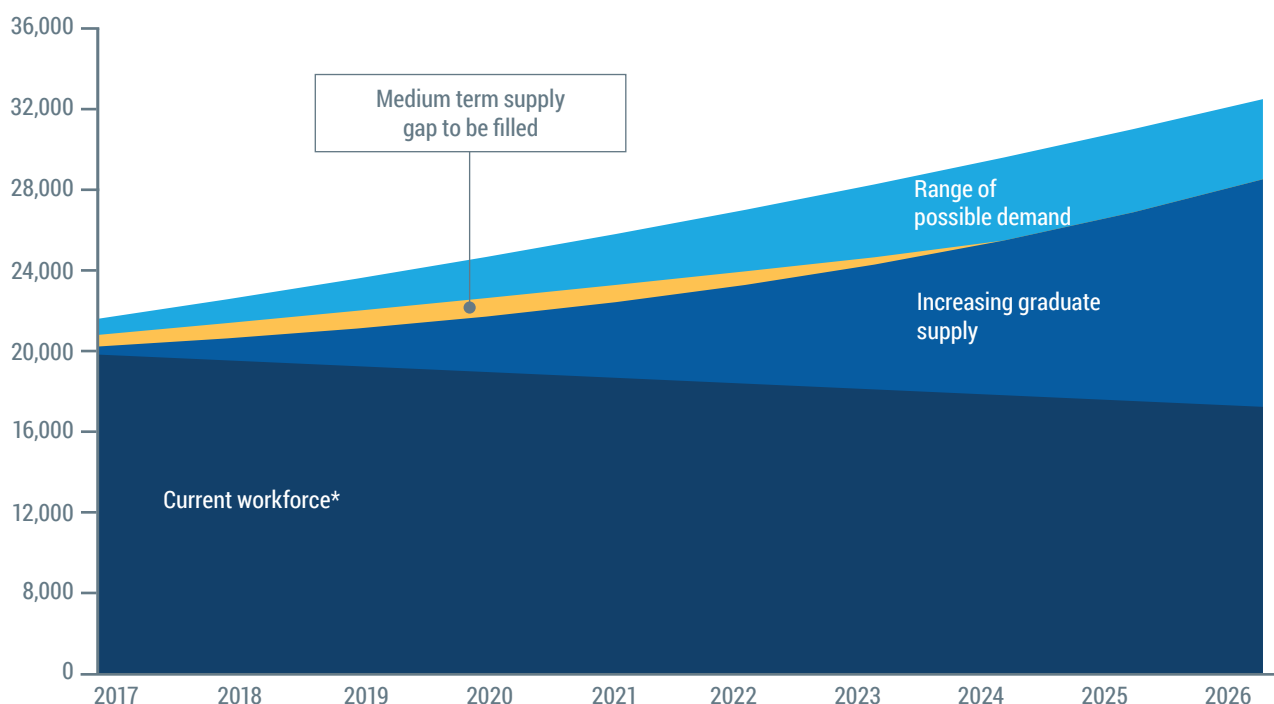 36,000
32,000
28,000
24,000
20,000
16,000
12,000
8,000
0
Medium term supply
gap to be filled
Range of
possible demand
Increasing graduate
supply
Current workforce*
2017 2018 2019 2020 2021 2022 2023 2024 2025 2026